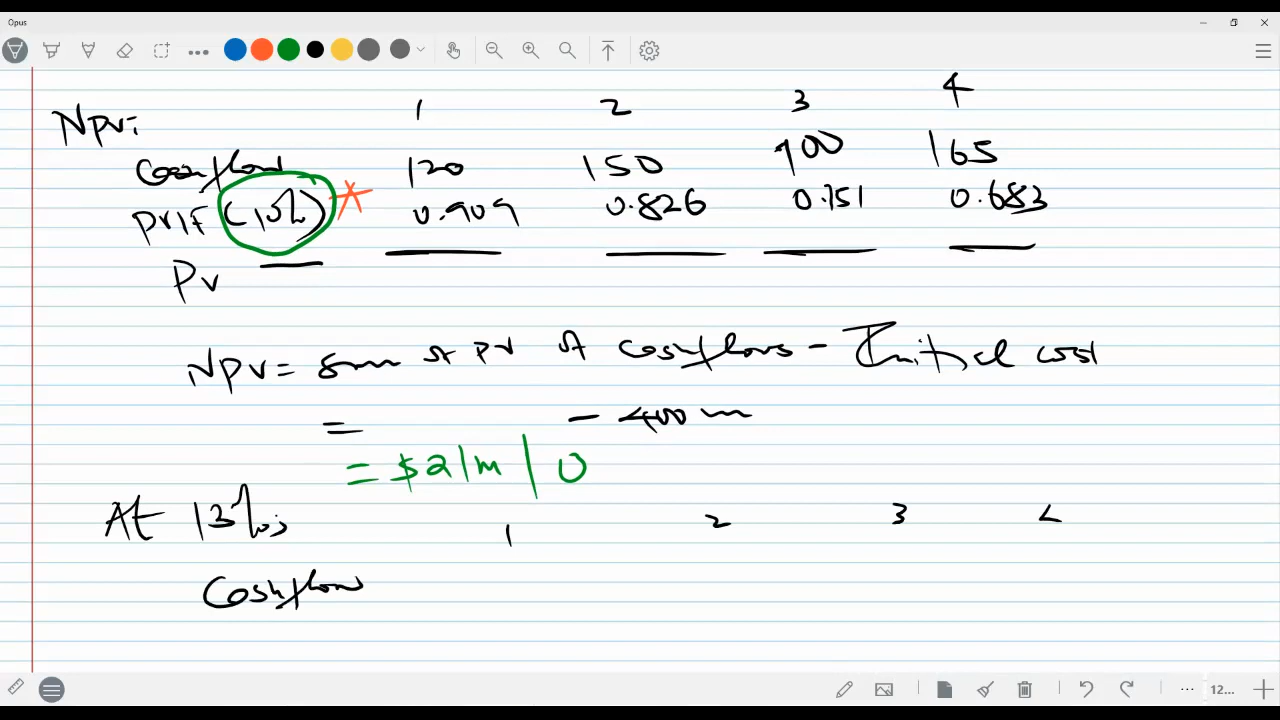 Opus
NPV:
1 2 3 4
Cashflow 120 150 100 165
PVIF (10%) * 0.909 0.826 0.751 0.683
PV
NPV = sum of PV of cashflows - Initial cost
= - 400m
= $21m | 0
At 13%;
1 2 3 4
Cashflow
12...